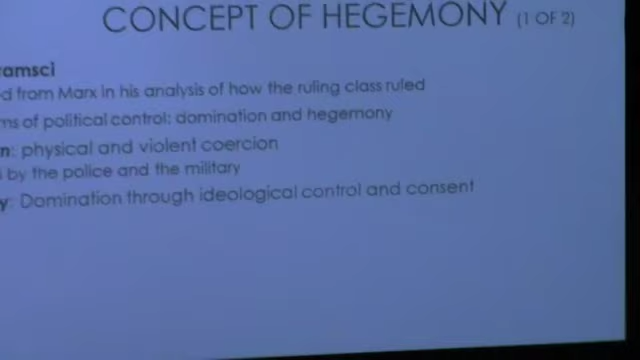 CONCEPT OF HEGEMONY (1 OF 2)
ramsci
d from Marx in his analysis of how the ruling class ruled
ms of political control: domination and hegemony
n: physical and violent coercion
by the police and the military
y: Domination through ideological control and consent